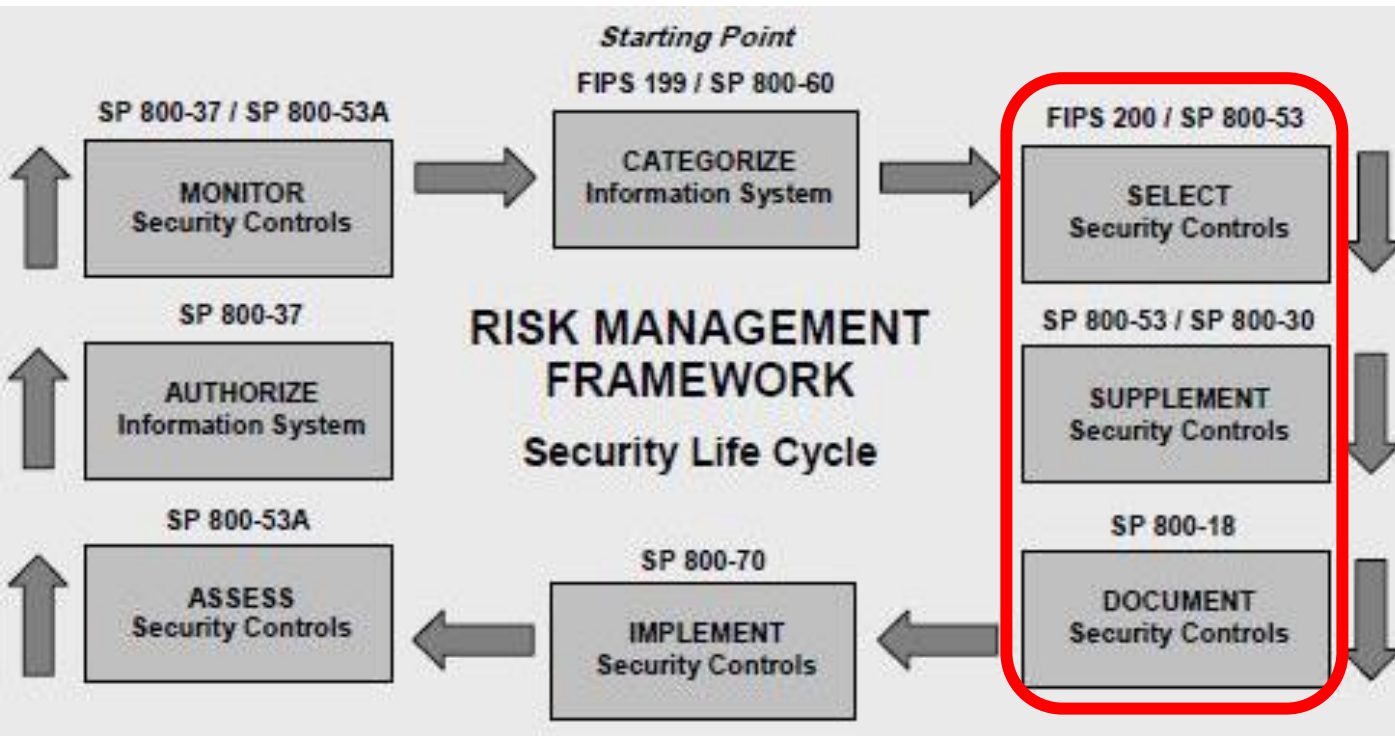 Starting Point
FIPS 199 / SP 800-60
CATEGORIZE
Information System
FIPS 200 / SP 800-53
SELECT
Security Controls
SP 800-53 / SP 800-30
SUPPLEMENT
Security Controls
SP 800-18
DOCUMENT
Security Controls
SP 800-70
IMPLEMENT
Security Controls
SP 800-53A
ASSESS
Security Controls
SP 800-37
AUTHORIZE
Information System
SP 800-37 / SP 800-53A
MONITOR
Security Controls
RISK MANAGEMENT
FRAMEWORK
Security Life Cycle